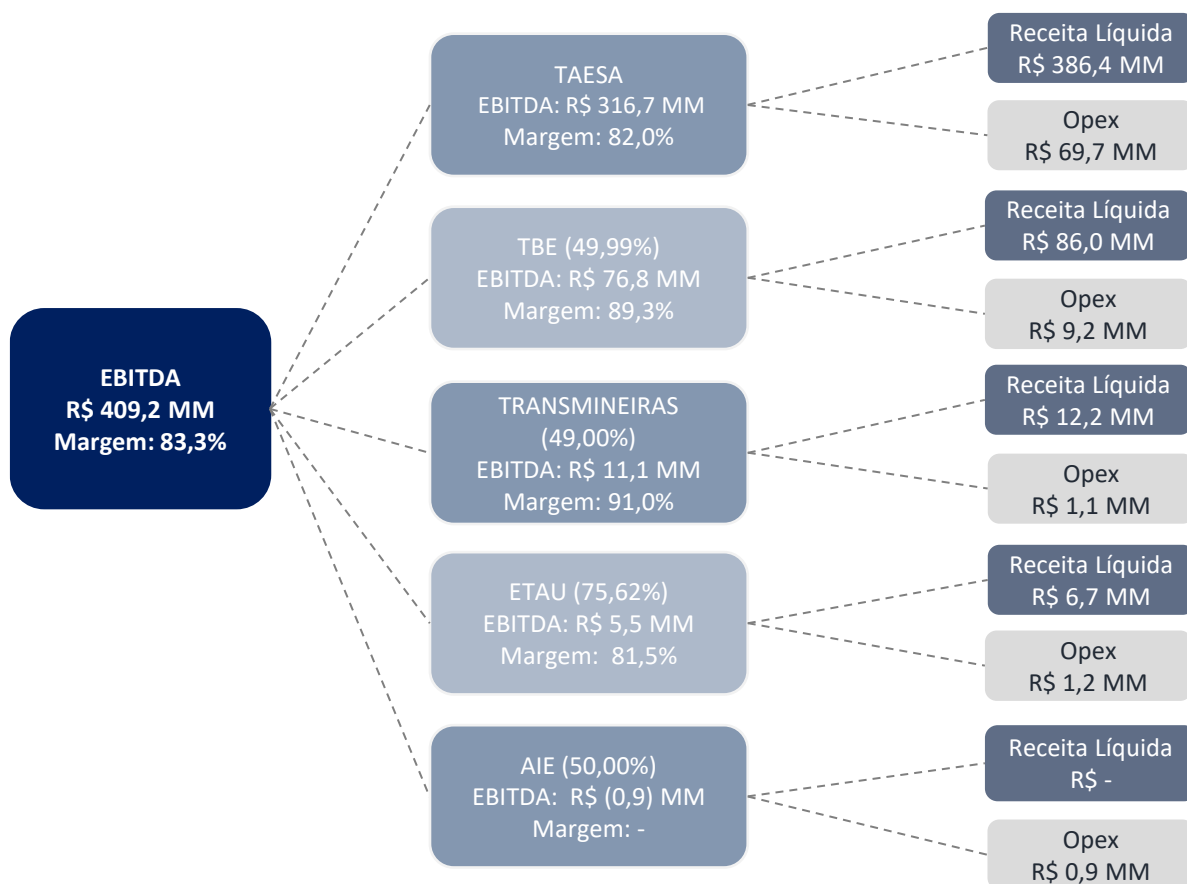 EBITDA
R$ 409,2 MM
Margem: 83,3%
TAESA
EBITDA: R$ 316,7 MM
Margem: 82,0%
Receita Líquida
R$ 386,4 MM
Opex
R$ 69,7 MM
TBE (49,99%)
EBITDA: R$ 76,8 MM
Margem: 89,3%
Receita Líquida
R$ 86,0 MM
Opex
R$ 9,2 MM
TRANSMINEIRAS
(49,00%)
EBITDA: R$ 11,1 MM
Margem: 91,0%
Receita Líquida
R$ 12,2 MM
Opex
R$ 1,1 MM
ETAU (75,62%)
EBITDA: R$ 5,5 MM
Margem: 81,5%
Receita Líquida
R$ 6,7 MM
Opex
R$ 1,2 MM
AIE (50,00%)
EBITDA: R$ (0,9) MM
Margem: -
Receita Líquida
R$ -
Opex
R$ 0,9 MM